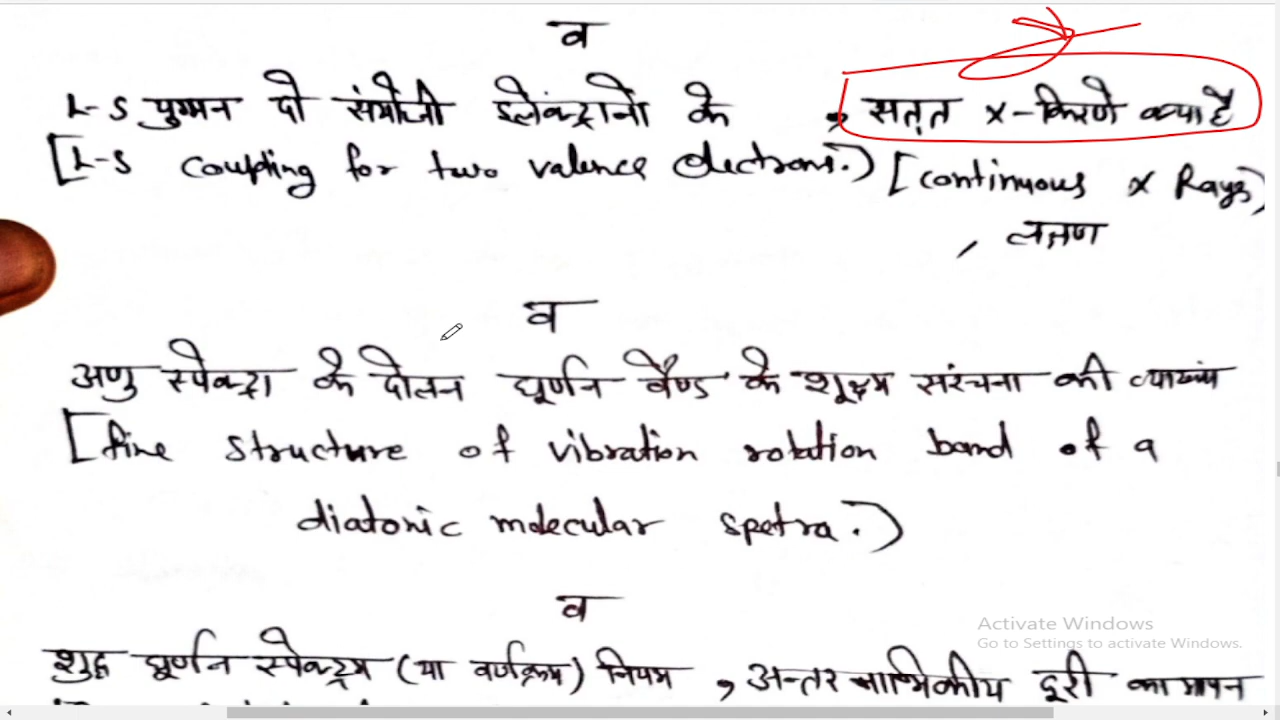 व
L-S युग्मन दो संयोजी इलेक्ट्रानो के , सतत x-किरणे क्या है
[L-S coupling for two valence electrons.) [continuous x Rays)
, लक्षण
व
अणु स्पेक्ट्रा के दोलन घूर्णन बैण्ड के शूक्ष्म संरचना की व्याख्या
[fine structure of vibration rotation band of a
diatonic molecular spetra.)
व
शुद्ध घूर्णन स्पेक्ट्रम (या वर्णक्रम) नियम , अन्तर नाभिकीय दूरी का मापन
Activate Windows
Go to Settings to activate Windows.